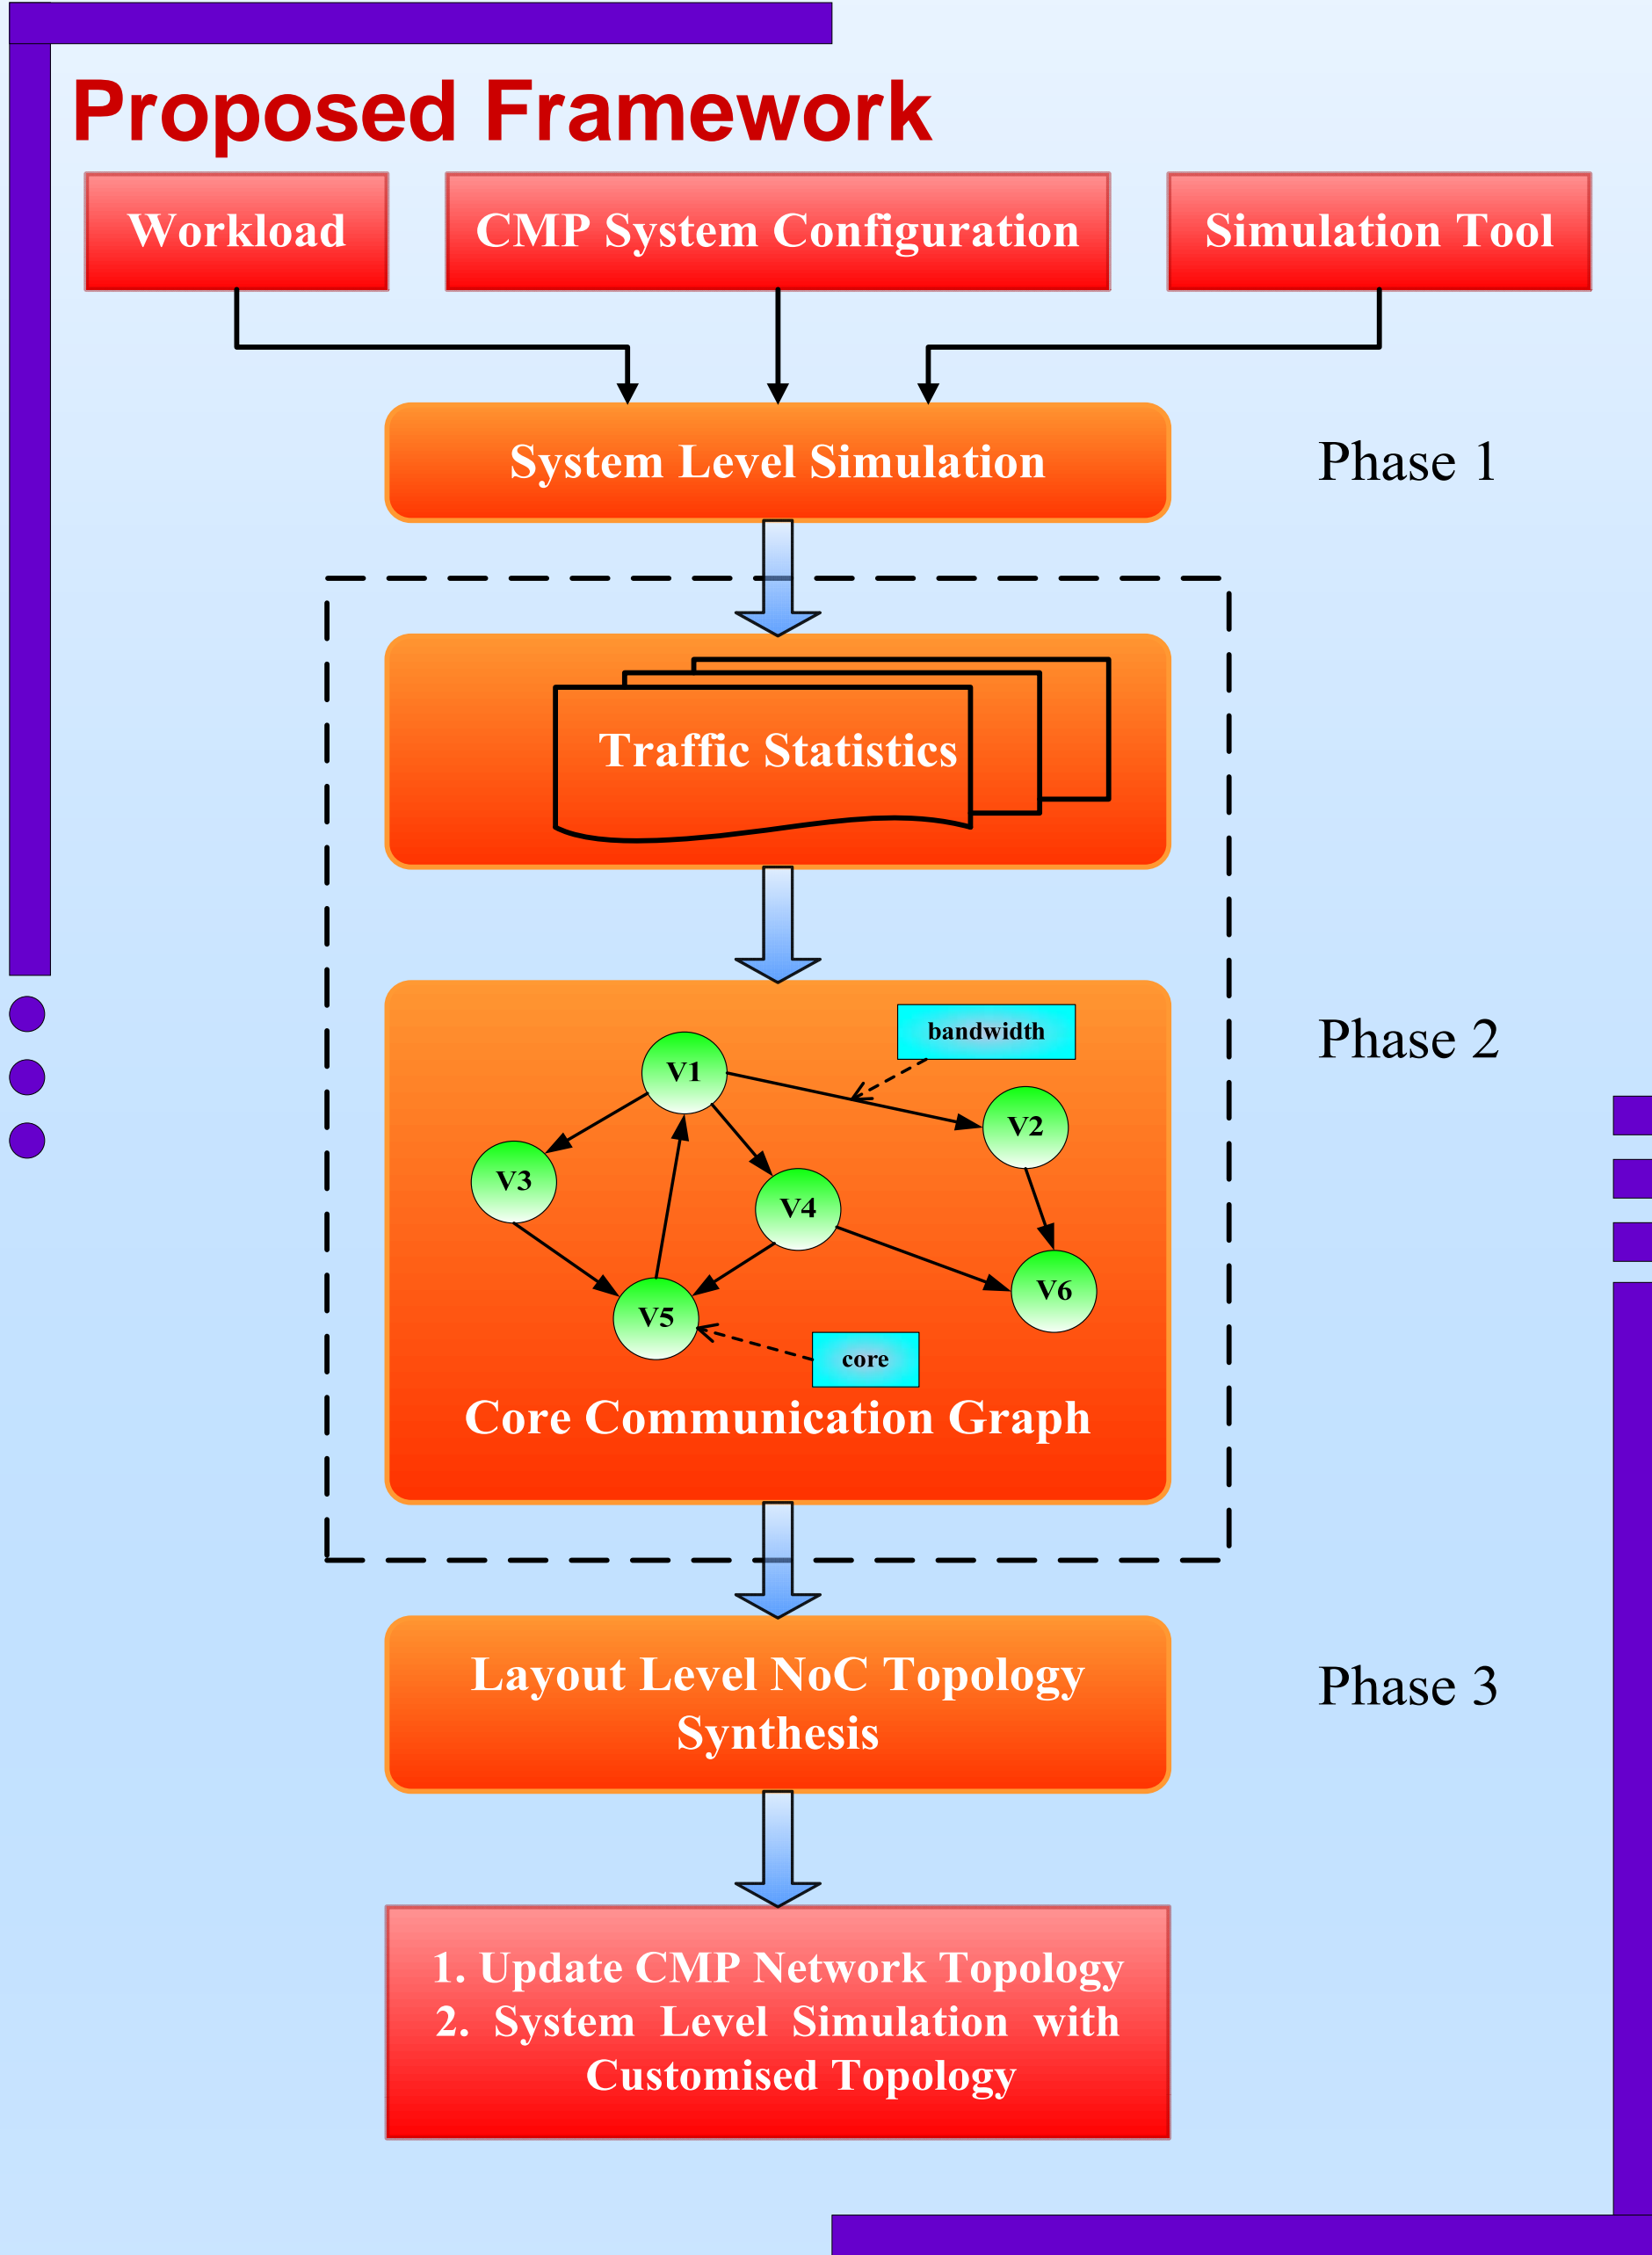 Proposed Framework
Workload
CMP System Configuration
Simulation Tool
System Level Simulation
Phase 1
Traffic Statistics
bandwidth
V1
V2
V3
V4
Phase 2
V5
V6
core
Core Communication Graph
Layout Level NoC Topology
Synthesis
Phase 3
1. Update CMP Network Topology
2. System Level Simulation with
Customised Topology